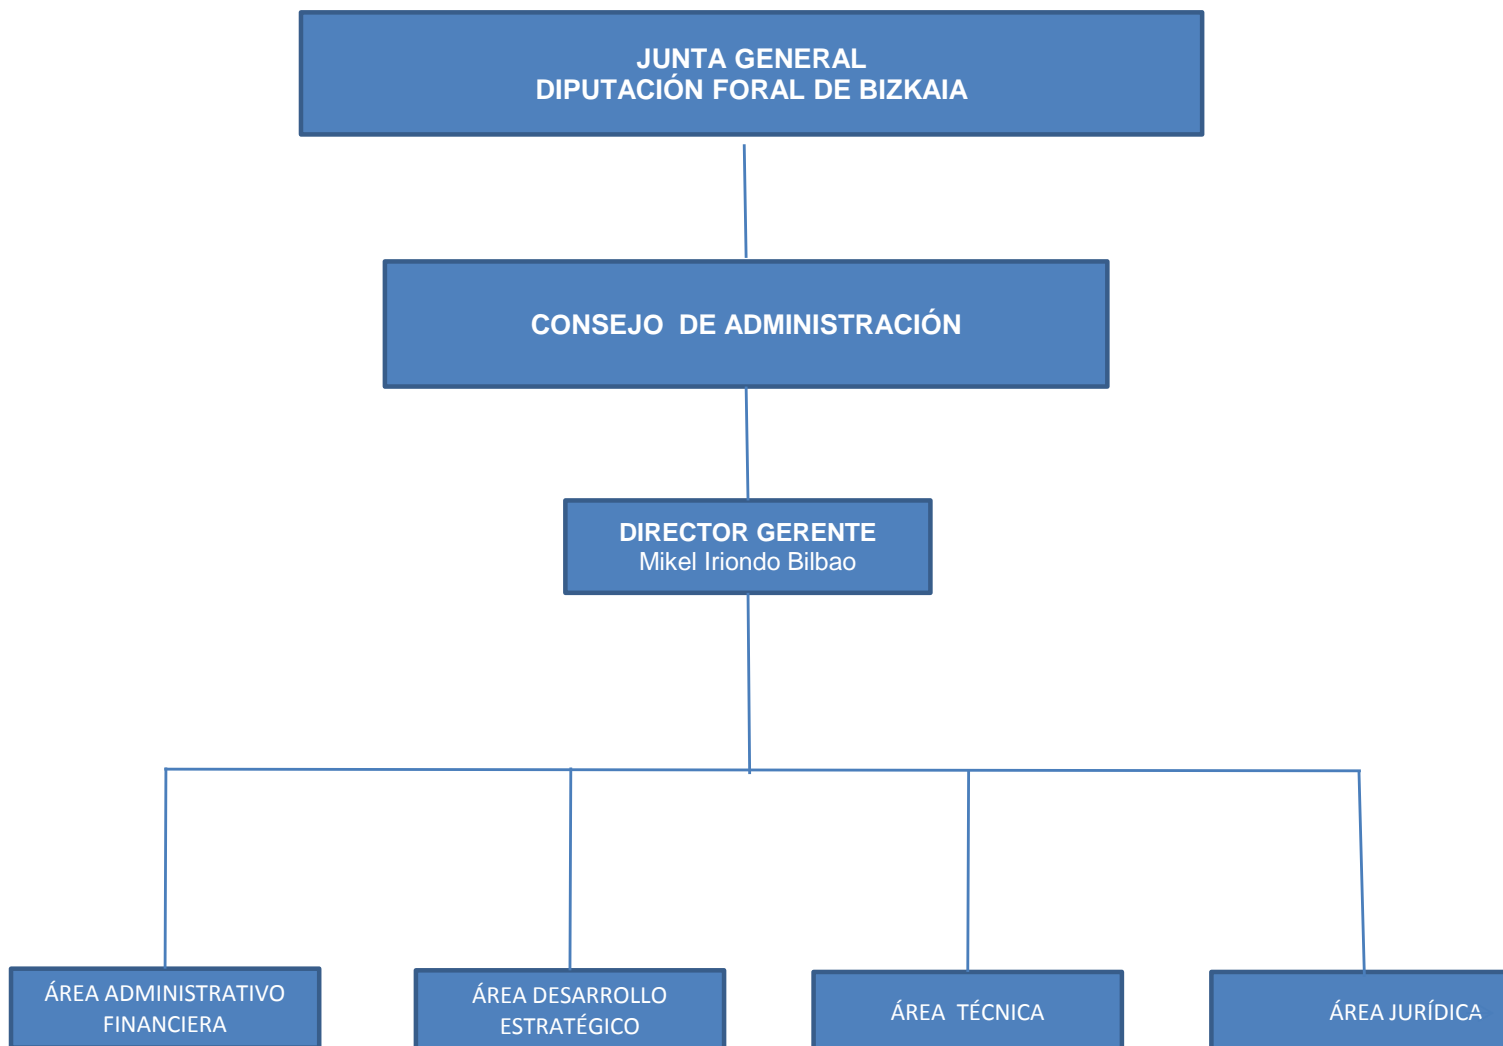 JUNTA GENERAL
DIPUTACIÓN FORAL DE BIZKAIA
CONSEJO  DE ADMINISTRACIÓN
DIRECTOR GERENTE
Mikel Iriondo Bilbao
ÁREA ADMINISTRATIVO
FINANCIERA
ÁREA DESARROLLO
ESTRATÉGICO
ÁREA  TÉCNICA
ÁREA JURÍDICA